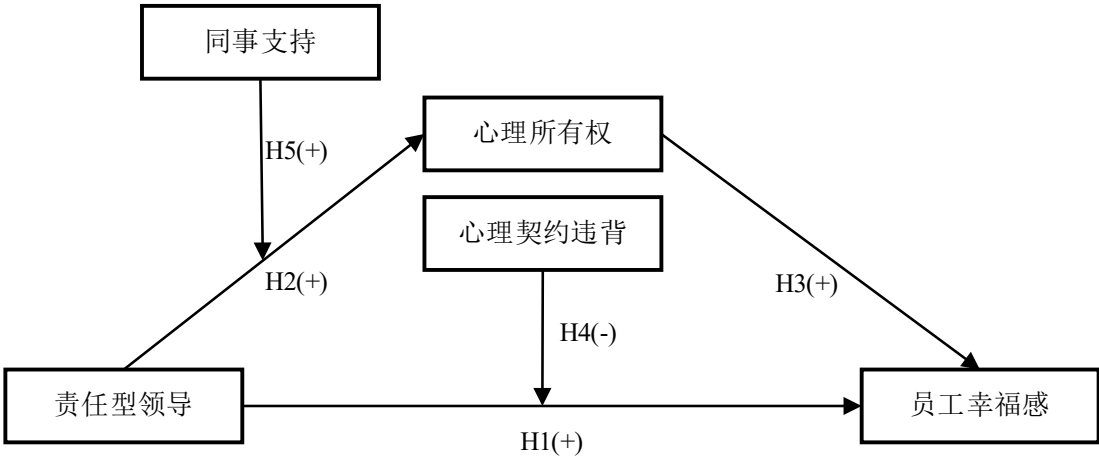 同事支持
心理所有权
H5(+)
心理契约违背
H2(+)
H3(+)
H4(-)
责任型领导
员工幸福感
H1(+)